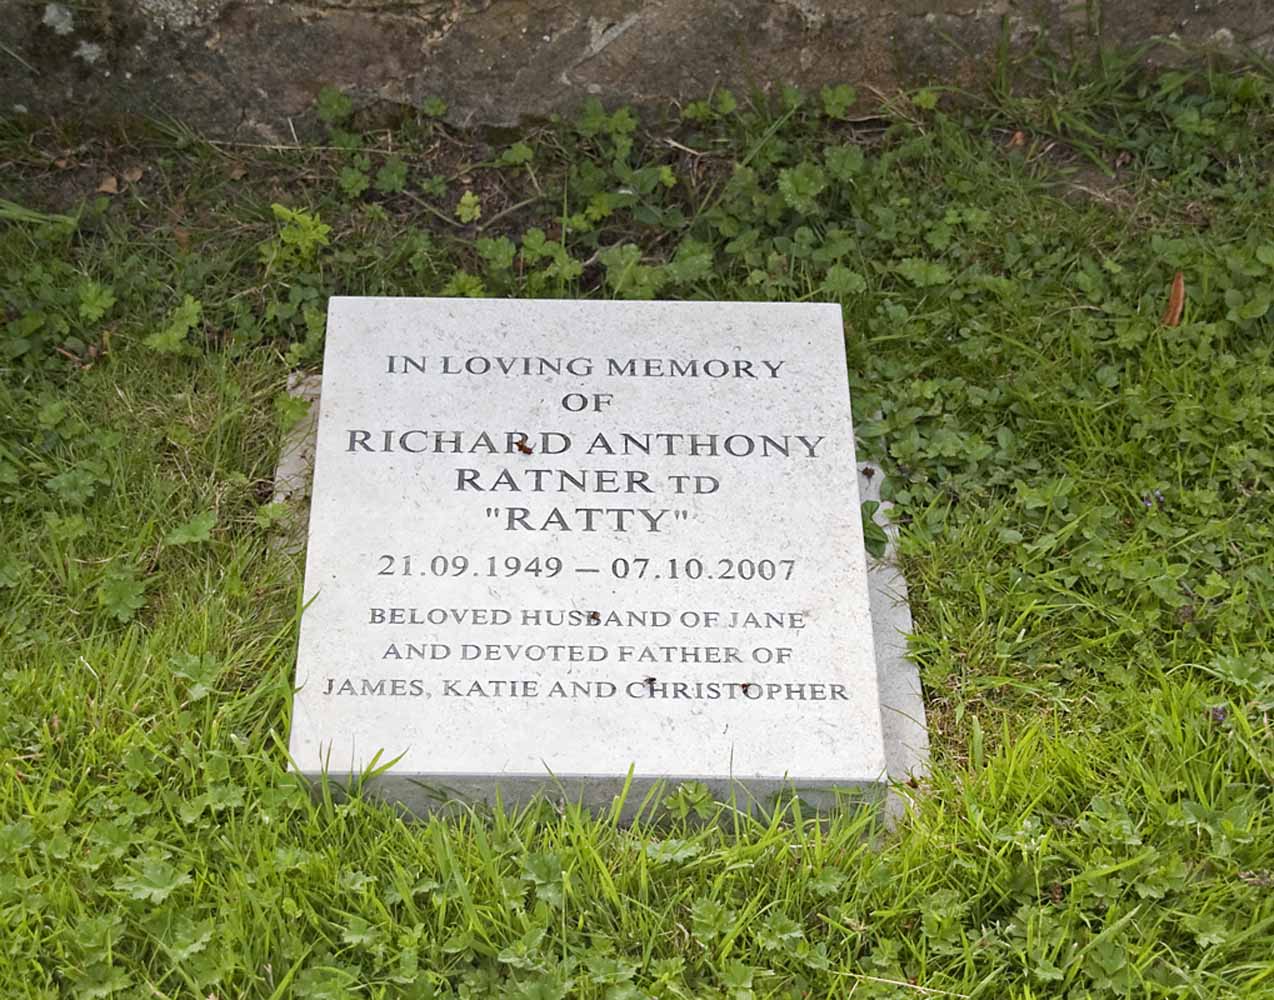 IN LOVING MEMORY
OF
RICHARD ANTHONY
RATNER TD
"RATTY"
21.09.1949 – 07.10.2007
BELOVED HUSBAND OF JANE
AND DEVOTED FATHER OF
JAMES, KATIE AND CHRISTOPHER